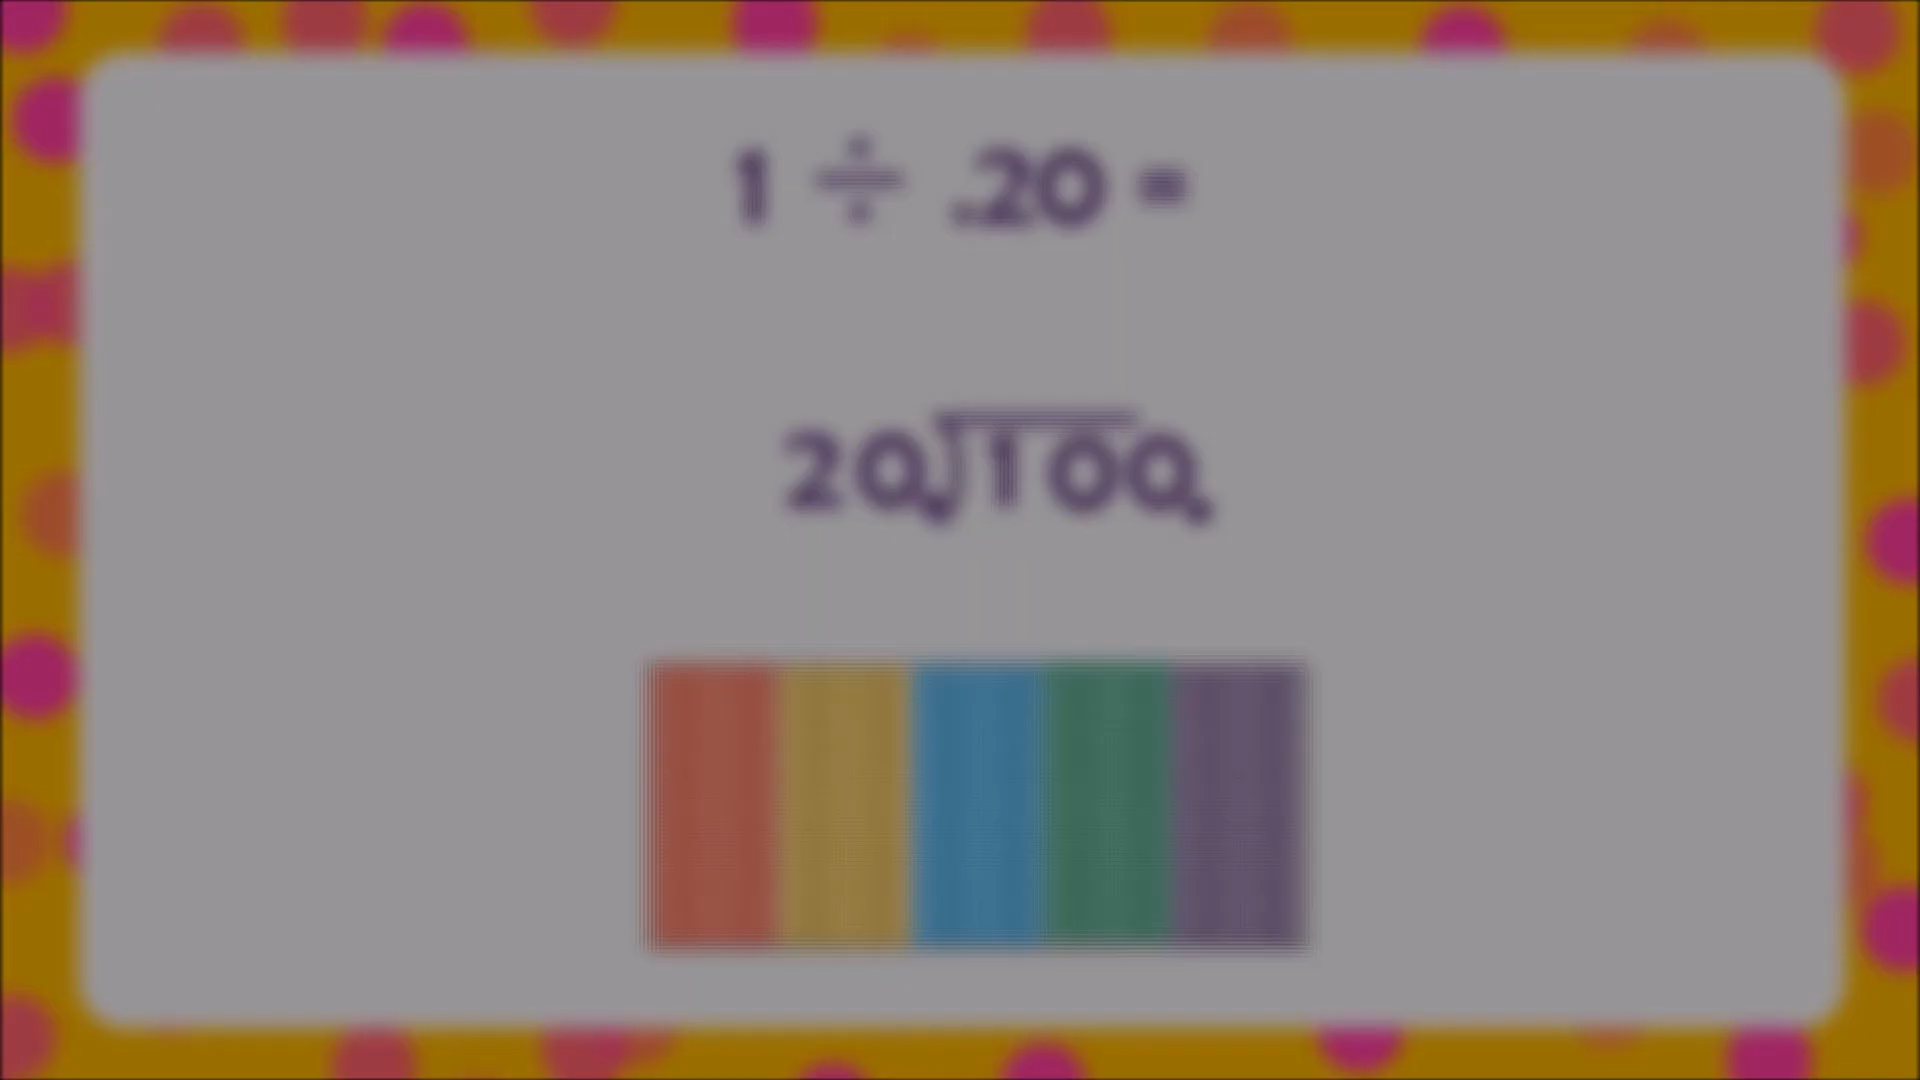 1 ÷ .20 =
20.√100.